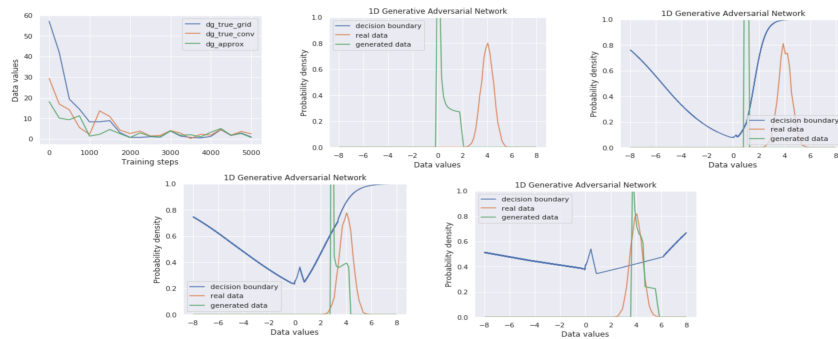 60
50
40
30
20
10
0
Data values
dg_true_grid
dg_true_conv
dg_approx
0 1000 2000 3000 4000 5000
Training steps
1D Generative Adversarial Network
1.0
0.8
0.6
0.4
0.2
0.0
Probability density
decision boundary
real data
generated data
−8 −6 −4 −2 0 2 4 6 8
Data values
1D Generative Adversarial Network
1.0
0.8
0.6
0.4
0.2
0.0
Probability density
decision boundary
real data
generated data
−8 −6 −4 −2 0 2 4 6 8
Data values
1D Generative Adversarial Network
1.0
0.8
0.6
0.4
0.2
0.0
Probability density
decision boundary
real data
generated data
−8 −6 −4 −2 0 2 4 6 8
Data values
1D Generative Adversarial Network
1.0
0.8
0.6
0.4
0.2
0.0
Probability density
decision boundary
real data
generated data
−8 −6 −4 −2 0 2 4 6 8
Data values